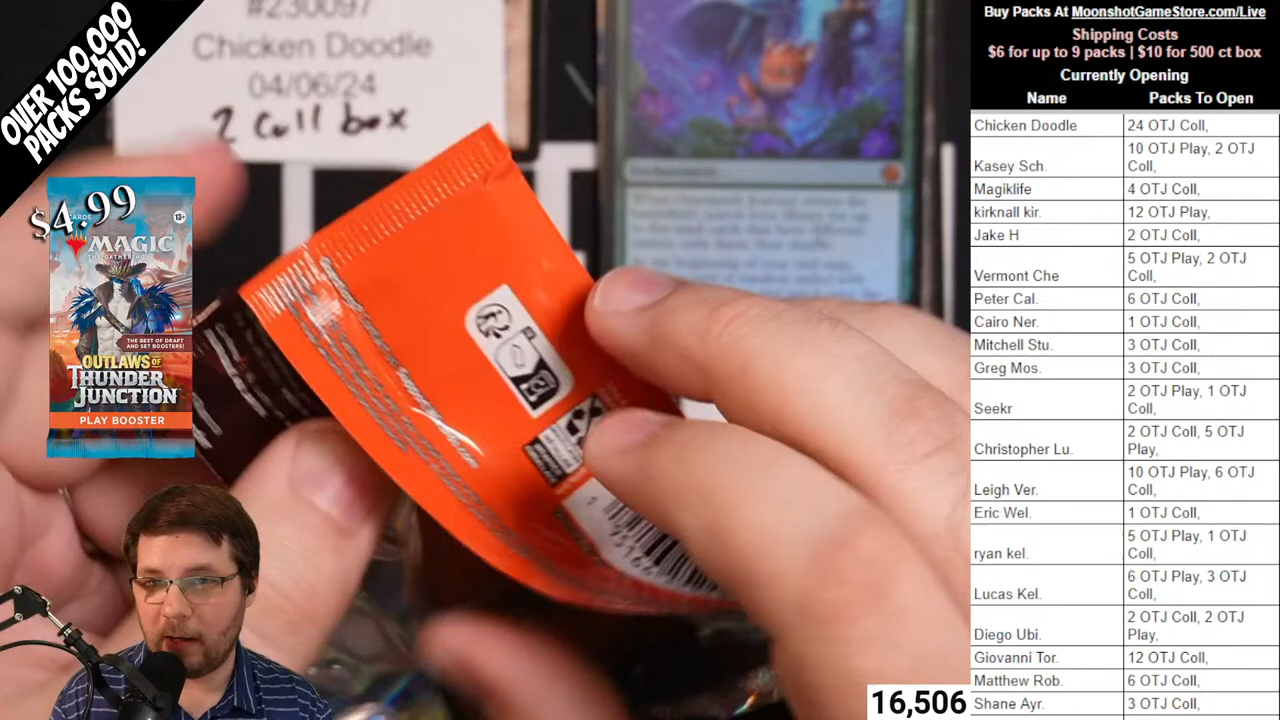 OVER 100,000
PACKS SOLD!
#230097
Chicken Doodle
04/06/24
2 Coll box
$4.99
CARDS
13+
MAGIC
THE GATHERING
THE BEST OF DRAFT
AND SET BOOSTERS!
OUTLAWS OF
THUNDER
JUNCTION
PLAY BOOSTER
16,506
Buy Packs At MoonshotGameStore.com/Live
Shipping Costs
$6 for up to 9 packs | $10 for 500 ct box
Currently Opening
Name Packs To Open
Chicken Doodle 24 OTJ Coll,
Kasey Sch. 10 OTJ Play, 2 OTJ
Coll,
Magiklife 4 OTJ Coll,
kirknall kir. 12 OTJ Play,
Jake H 2 OTJ Coll,
Vermont Che 5 OTJ Play, 2 OTJ
Coll,
Peter Cal. 6 OTJ Coll,
Cairo Ner. 1 OTJ Coll,
Mitchell Stu. 3 OTJ Coll,
Greg Mos. 3 OTJ Coll,
Seekr 2 OTJ Play, 1 OTJ
Coll,
Christopher Lu. 2 OTJ Coll, 5 OTJ
Play,
Leigh Ver. 10 OTJ Play, 6 OTJ
Coll,
Eric Wel. 1 OTJ Coll,
ryan kel. 5 OTJ Play, 1 OTJ
Coll,
Lucas Kel. 6 OTJ Play, 3 OTJ
Coll,
Diego Ubi. 2 OTJ Coll, 2 OTJ
Play,
Giovanni Tor. 12 OTJ Coll,
Matthew Rob. 6 OTJ Coll,
Shane Ayr. 3 OTJ Coll,